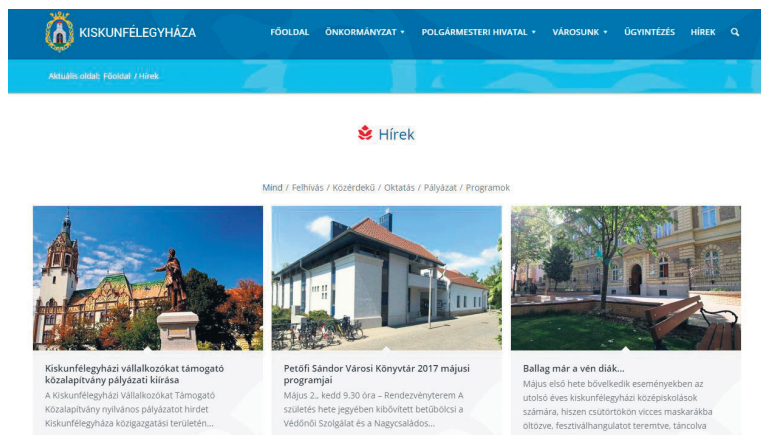 KISKUNFÉLEGYHÁZA
FŐOLDAL ÖNKORMÁNYZAT POLGÁRMESTERI HIVATAL VÁROSUNK ÜGYINTÉZÉS HÍREK
Aktuális oldal: Főoldal / Hírek
Hírek
Mind / Felhívás / Közérdekű / Oktatás / Pályázat / Programok
Kiskunfélegyházi vállalkozókat támogató
közalapítvány pályázati kiírása
A Kiskunfélegyházi Vállalkozókat Támogató
Közalapítvány nyilvános pályázatot hirdet
Kiskunfélegyháza közigazgatási területén...
Petőfi Sándor Városi Könyvtár 2017 májusi
programjai
Május 2., kedd 9.30 óra – Rendezvényterem A
születés hete jegyében kibővített betűbölcsi a
Védőnői Szolgálat és a Nagycsaládos...
Ballag már a vén diák...
Május első hete bővelkedik eseményekben az
utolsó éves kiskunfélegyházi középiskolások
számára, hiszen csütörtökön vicces maskarákba
öltözve, fesztiválhangulatot teremtve, táncolva